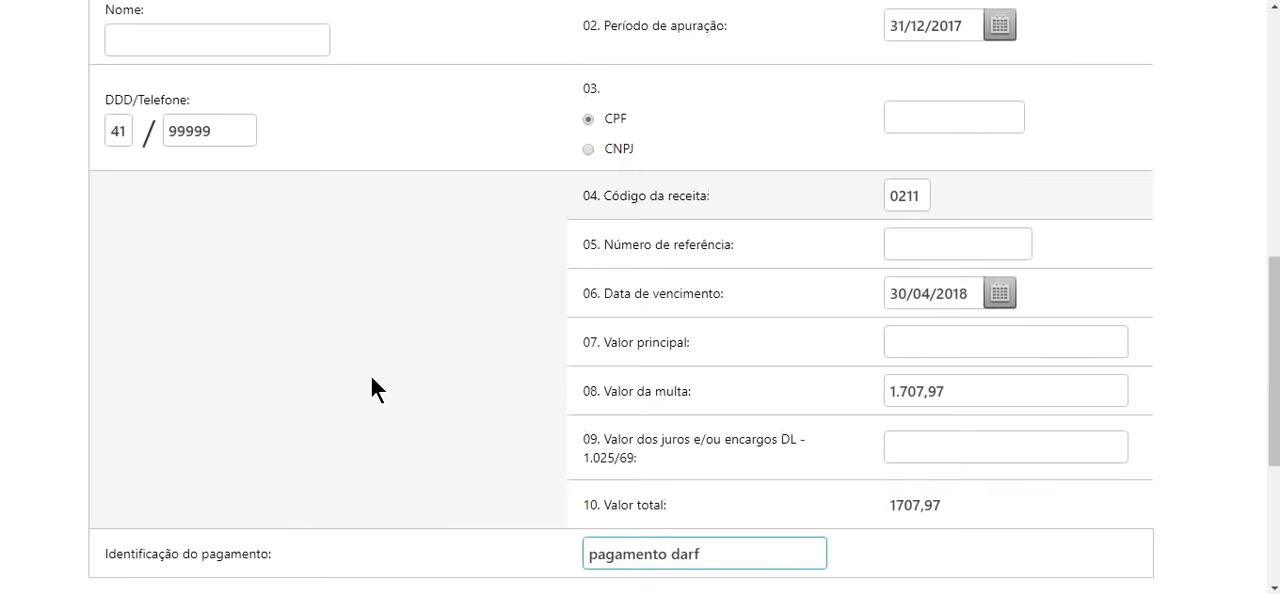 Nome:
02. Período de apuração:
31/12/2017
DDD/Telefone:
41 / 99999
03.
CPF
CNPJ
04. Código da receita:
0211
05. Número de referência:
06. Data de vencimento:
30/04/2018
07. Valor principal:
08. Valor da multa:
1.707,97
09. Valor dos juros e/ou encargos DL -
1.025/69:
10. Valor total:
1707,97
Identificação do pagamento:
pagamento darf